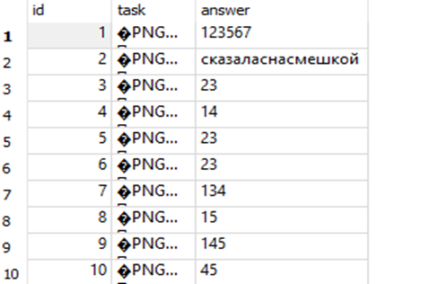 id task answer
1 1 �PNG... 123567
2 2 �PNG... сказаласнасмешкой
3 3 �PNG... 23
4 4 �PNG... 14
5 5 �PNG... 23
6 6 �PNG... 23
7 7 �PNG... 134
8 8 �PNG... 15
9 9 �PNG... 145
10 10 �PNG... 45